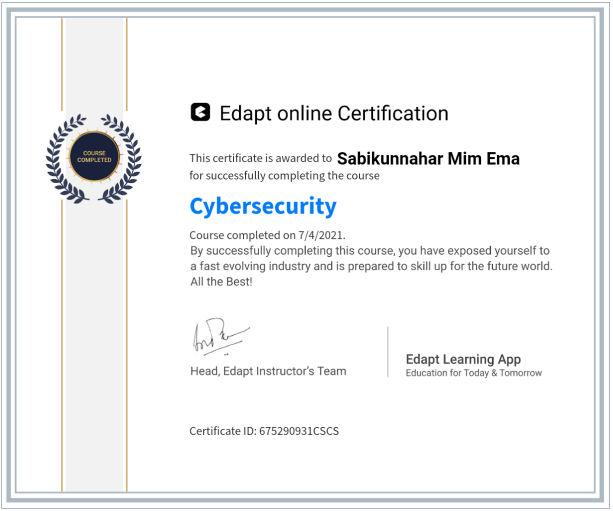 Edapt online Certification
COURSE
COMPLETED
This certificate is awarded to Sabikunnahar Mim Ema
for successfully completing the course
Cybersecurity
Course completed on 7/4/2021.
By successfully completing this course, you have exposed yourself to
a fast evolving industry and is prepared to skill up for the future world.
All the Best!
Head, Edapt Instructor's Team
Edapt Learning App
Education for Today & Tomorrow
Certificate ID: 675290931CSCS